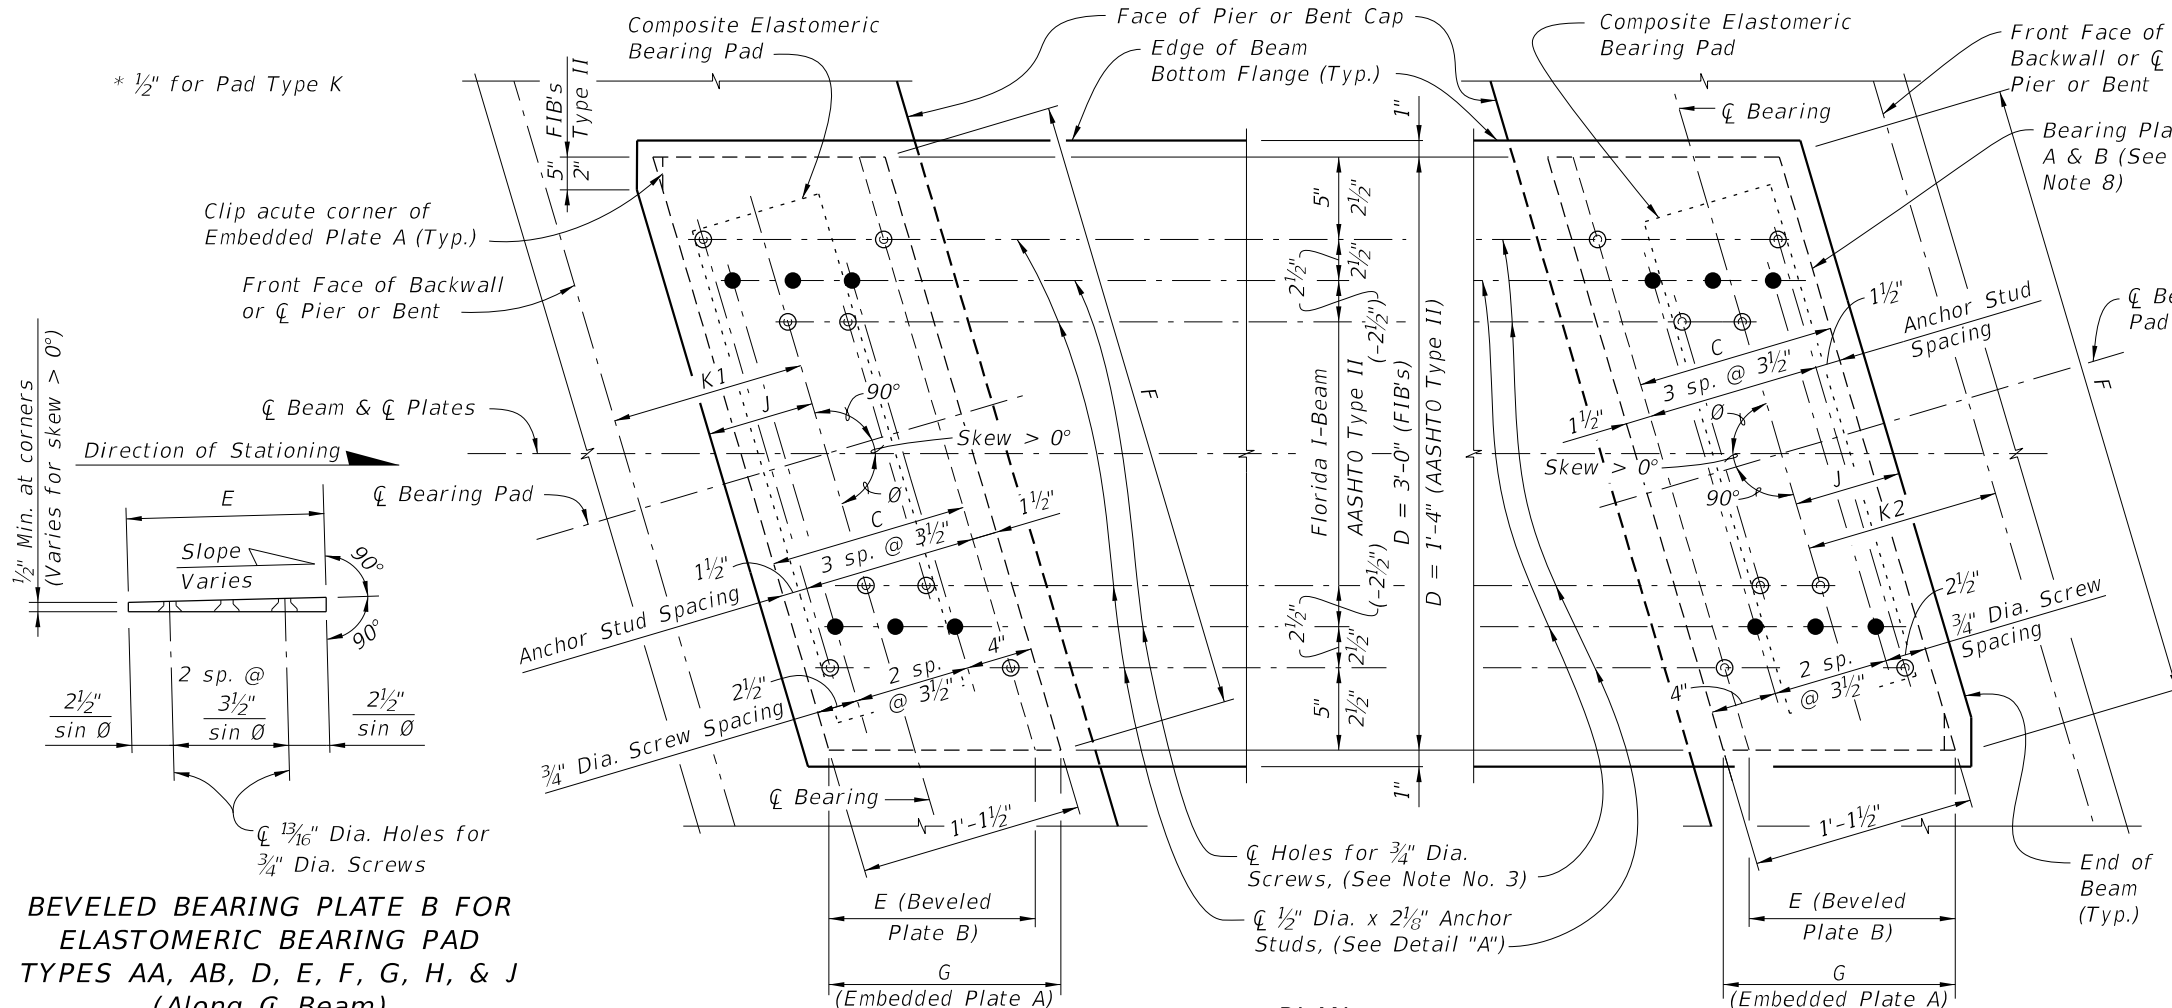 * ½" for Pad Type K
Composite Elastomeric
Bearing Pad
Face of Pier or Bent Cap
Edge of Beam
Bottom Flange (Typ.)
Composite Elastomeric
Bearing Pad
Front Face of
Backwall or ℄
Pier or Bent
℄ Bearing
Bearing Pla
A & B (See
Note 8)
5" FIB's
2" Type II
1"
Clip acute corner of
Embedded Plate A (Typ.)
Front Face of Backwall
or ℄ Pier or Bent
℄ Beam & ℄ Plates
Direction of Stationing
℄ Bearing Pad
K1
J
90°
Skew > 0°
Ø
C
3 sp. @ 3½"
1½"
1½"
Anchor Stud Spacing
2½"
2 sp.
@ 3½"
4"
¾" Dia. Screw Spacing
℄ Bearing
1'-1½"
F
5"
2½"
2½"
2½"
Florida I-Beam
AASHTO Type II
(-2½")
(-2½")
D = 3'-0" (FIB's)
D = 1'-4" (AASHTO Type II)
2½"
2½"
5"
2½"
1"
1½"
Anchor Stud
Spacing
C
3 sp. @ 3½"
1½"
Ø
Skew > 0°
90°
J
K2
℄ Be
Pad
F
2½"
¾" Dia. Screw
Spacing
2 sp.
@ 3½"
4"
1'-1½"
End of
Beam
(Typ.)
℄ Holes for ¾" Dia.
Screws, (See Note No. 3)
℄ ½" Dia. x 2⅛" Anchor
Studs, (See Detail "A")
E (Beveled
Plate B)
G
(Embedded Plate A)
E (Beveled
Plate B)
G
(Embedded Plate A)
½" Min. at corners
(Varies for skew > 0°)
E
Slope
Varies
90°
90°
2 sp. @
2½"
sin Ø
3½"
sin Ø
2½"
sin Ø
℄ 13/16" Dia. Holes for
¾" Dia. Screws
BEVELED BEARING PLATE B FOR
ELASTOMERIC BEARING PAD
TYPES AA, AB, D, E, F, G, H, & J
(Along ℄ Beam)